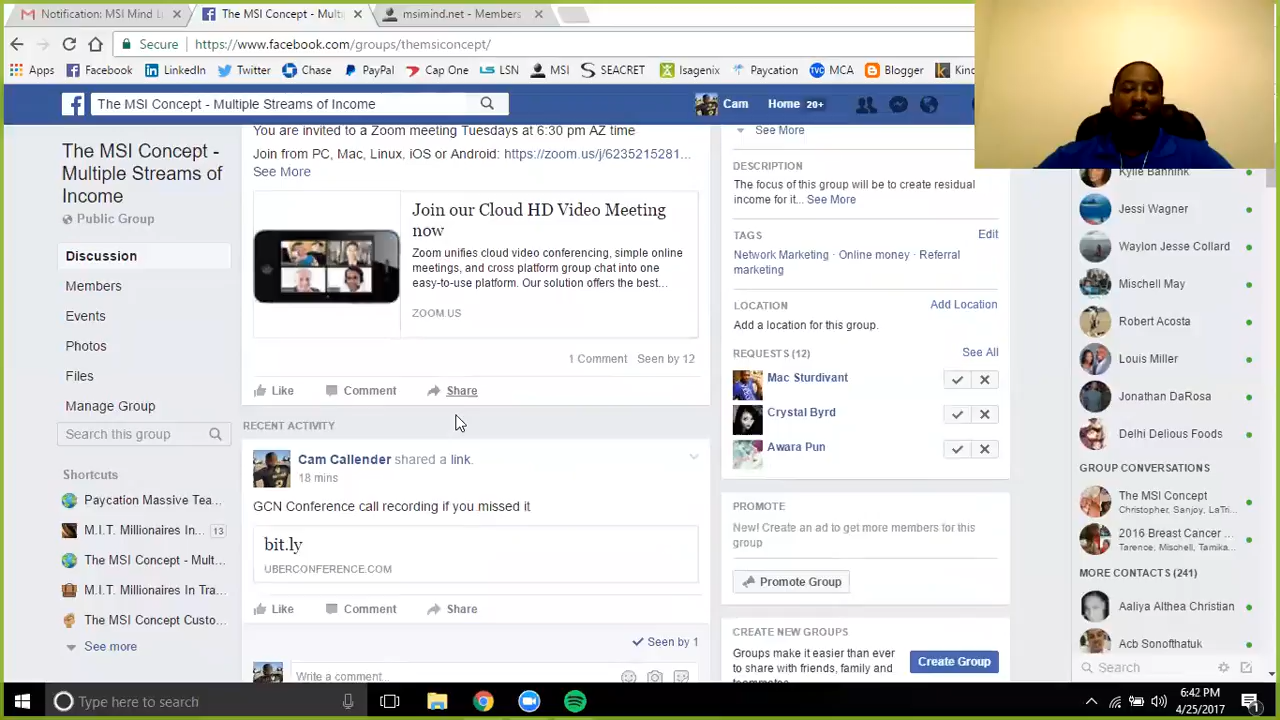 Notification: MSI Mind L
The MSI Concept - Multi
msimind.net - Members
Secure
https://www.facebook.com/groups/themsiconcept/
Apps
Facebook
LinkedIn
Twitter
Chase
PayPal
Cap One
LSN
MSI
SEACRET
Isagenix
Paycation
MCA
Blogger
Kind
The MSI Concept - Multiple Streams of Income
Cam
Home 20+
The MSI Concept -
Multiple Streams of
Income
Public Group
Discussion
Members
Events
Photos
Files
Manage Group
Search this group
Shortcuts
Paycation Massive Tea...
M.I.T. Millionaires In... 13
The MSI Concept - Mult...
M.I.T. Millionaires In Tra...
The MSI Concept Custo...
See more
You are invited to a Zoom meeting Tuesdays at 6:30 pm AZ time
Join from PC, Mac, Linux, iOS or Android: https://zoom.us/j/6235215281...
See More
Join our Cloud HD Video Meeting
now
Zoom unifies cloud video conferencing, simple online
meetings, and cross platform group chat into one
easy-to-use platform. Our solution offers the best...
ZOOM.US
1 Comment Seen by 12
Like Comment Share
RECENT ACTIVITY
Cam Callender shared a link.
18 mins
GCN Conference call recording if you missed it
bit.ly
UBERCONFERENCE.COM
Like Comment Share
Seen by 1
Write a comment...
See More
DESCRIPTION
The focus of this group will be to create residual
income for it... See More
TAGS Edit
Network Marketing · Online money · Referral
marketing
LOCATION Add Location
Add a location for this group.
REQUESTS (12) See All
Mac Sturdivant
Crystal Byrd
Awara Pun
PROMOTE
New! Create an ad to get more members for this
group
Promote Group
CREATE NEW GROUPS
Groups make it easier than ever
to share with friends, family and
teammates.
Create Group
Kylie Bannink
Jessi Wagner
Waylon Jesse Collard
Mischell May
Robert Acosta
Louis Miller
Jonathan DaRosa
Delhi Delious Foods
GROUP CONVERSATIONS
The MSI Concept
Christopher, Sanjoy, LaTri...
2016 Breast Cancer ...
Tarence, Mischell, Tamika...
MORE CONTACTS (241)
Aaliya Althea Christian
Acb Sonofthatuk
Search
Type here to search
6:42 PM
4/25/2017
1